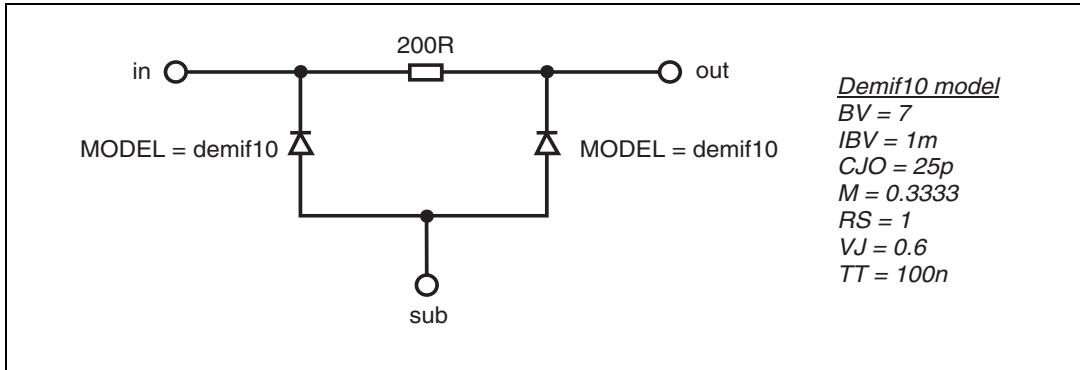 200R
in
out
MODEL = demif10
MODEL = demif10
sub
Demif10 model
BV = 7
IBV = 1m
CJO = 25p
M = 0.3333
RS = 1
VJ = 0.6
TT = 100n